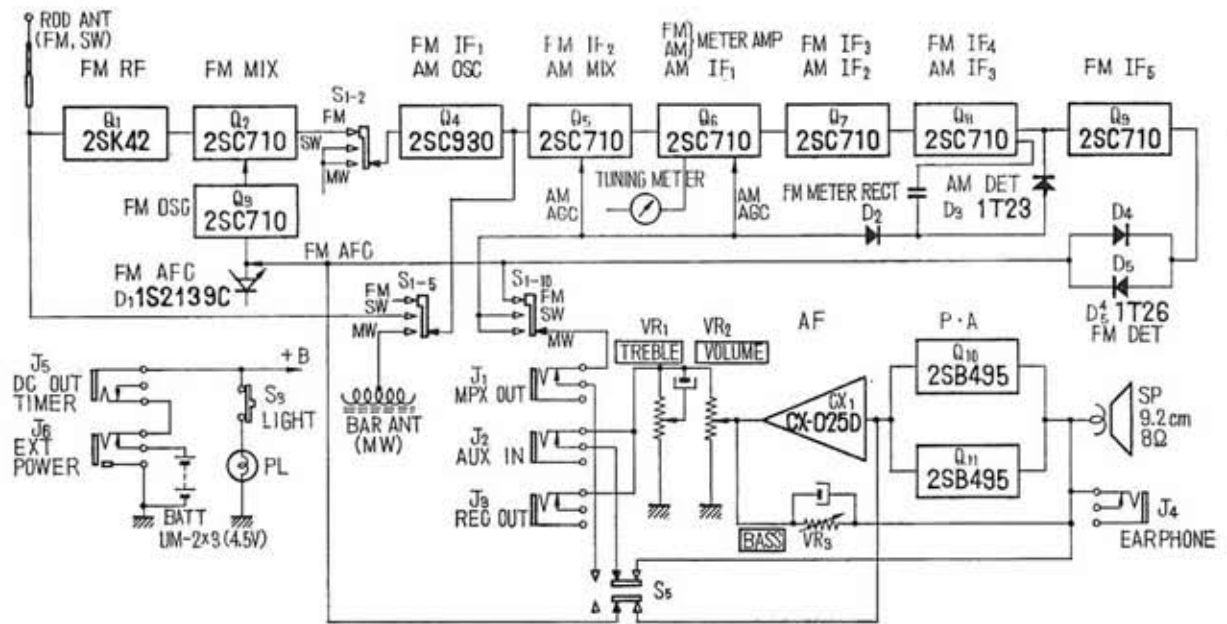 ROD ANT
(FM, SW)
FM RF
FM MIX
FM IF1
AM OSC
FM IF2
AM MIX
FM
AM
METER AMP
AM IF1
FM IF3
AM IF2
FM IF4
AM IF3
FM IF5
S1-2
FM
SW
MW
Q1
2SK42
Q2
2SC710
Q4
2SC930
Q5
2SC710
Q6
2SC710
Q7
2SC710
Q8
2SC710
Q9
2SC710
FM OSC
Q3
2SC710
TUNING METER
AM
AGC
AM
AGC
FM METER RECT
D2
AM DET
D3 1T23
D4
D5
D4 5 1T26
FM DET
FM AFC
FM AFC
D1 1S2139C
S1-5
FM
SW
MW
S1-10
FM
SW
MW
BAR ANT
(MW)
J5
DC OUT
TIMER
J6
EXT
POWER
+B
S3
LIGHT
PL
BATT
UM-2×3 (4.5V)
J1
MPX OUT
J2
AUX IN
J3
REC OUT
VR1
TREBLE
VR2
VOLUME
AF
CX1
CX-025D
P·A
Q10
2SB495
Q11
2SB495
SP
9.2cm
8Ω
J4
EARPHONE
BASS
VR3
S5